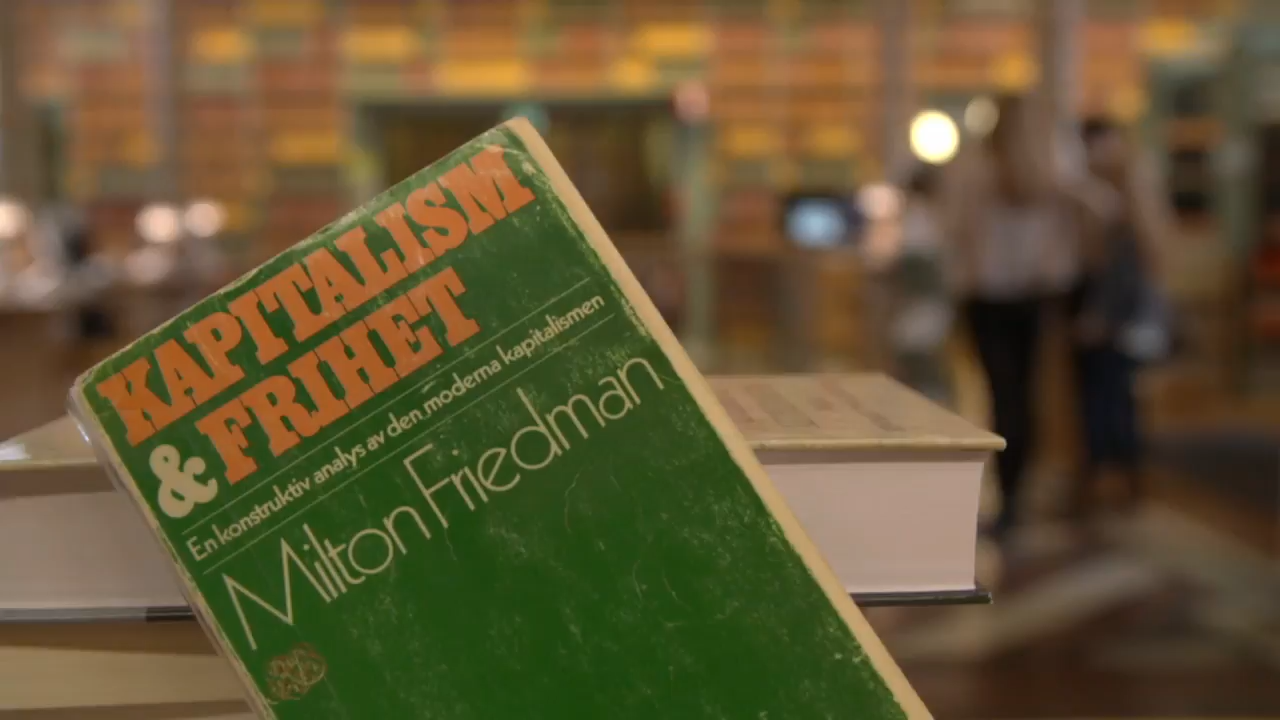 KAPITALISM
& FRIHET
En konstruktiv analys av den moderna kapitalismen
Milton Friedman